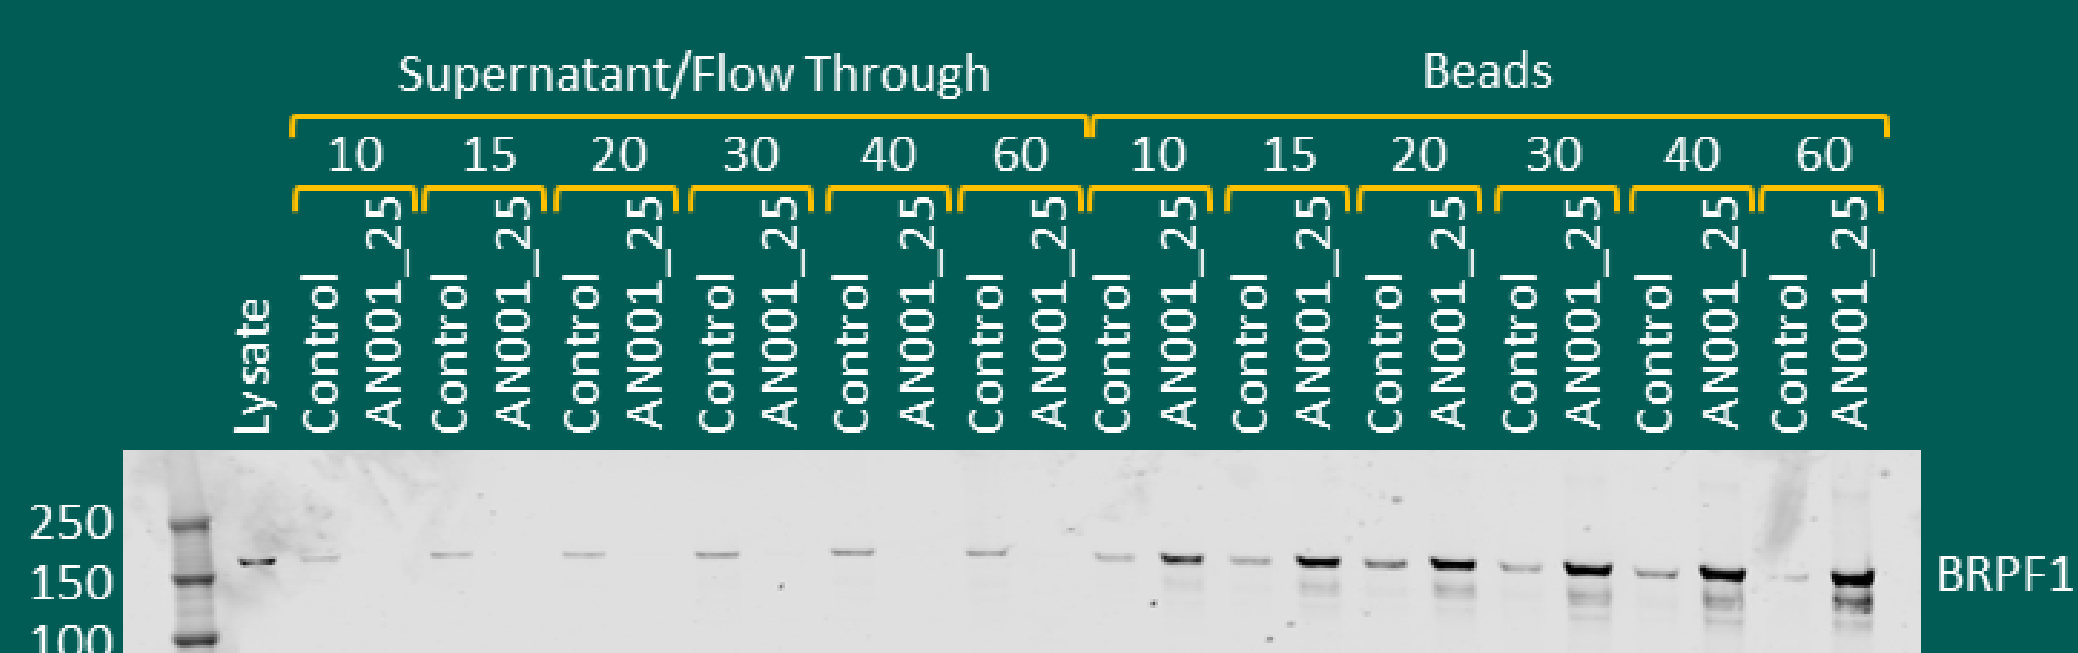 Supernatant/Flow Through Beads
10 15 20 30 40 60 10 15 20 30 40 60
Lysate Control AN001_25 Control AN001_25 Control AN001_25 Control AN001_25 Control AN001_25 Control AN001_25 Control AN001_25 Control AN001_25 Control AN001_25 Control AN001_25 Control AN001_25 Control AN001_25
250
150 BRPF1
100